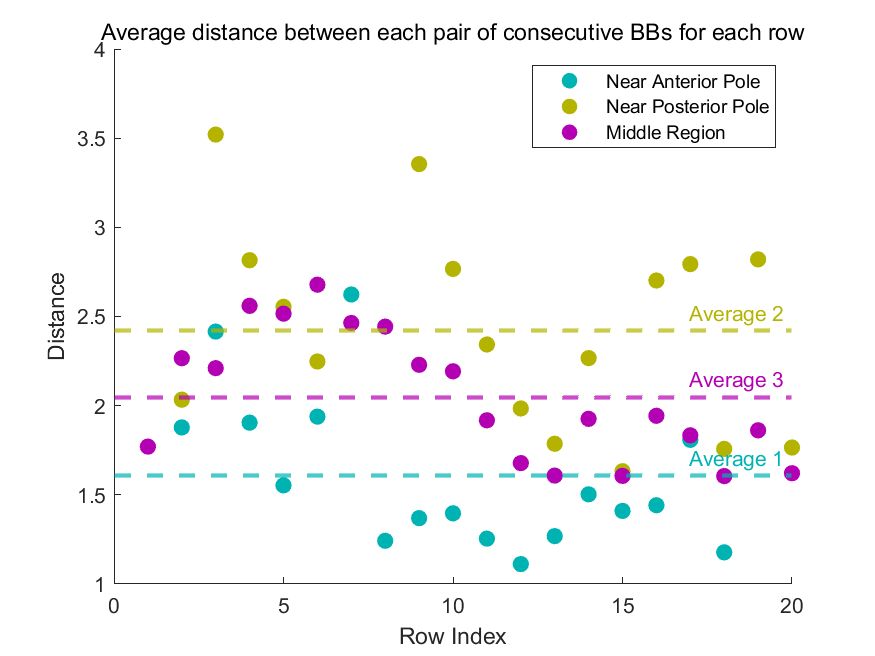 Average distance between each pair of consecutive BBs for each row
4
3.5
3
2.5
2
1.5
1
Distance
Near Anterior Pole
Near Posterior Pole
Middle Region
Average 2
Average 3
Average 1
0
5
10
15
20
Row Index